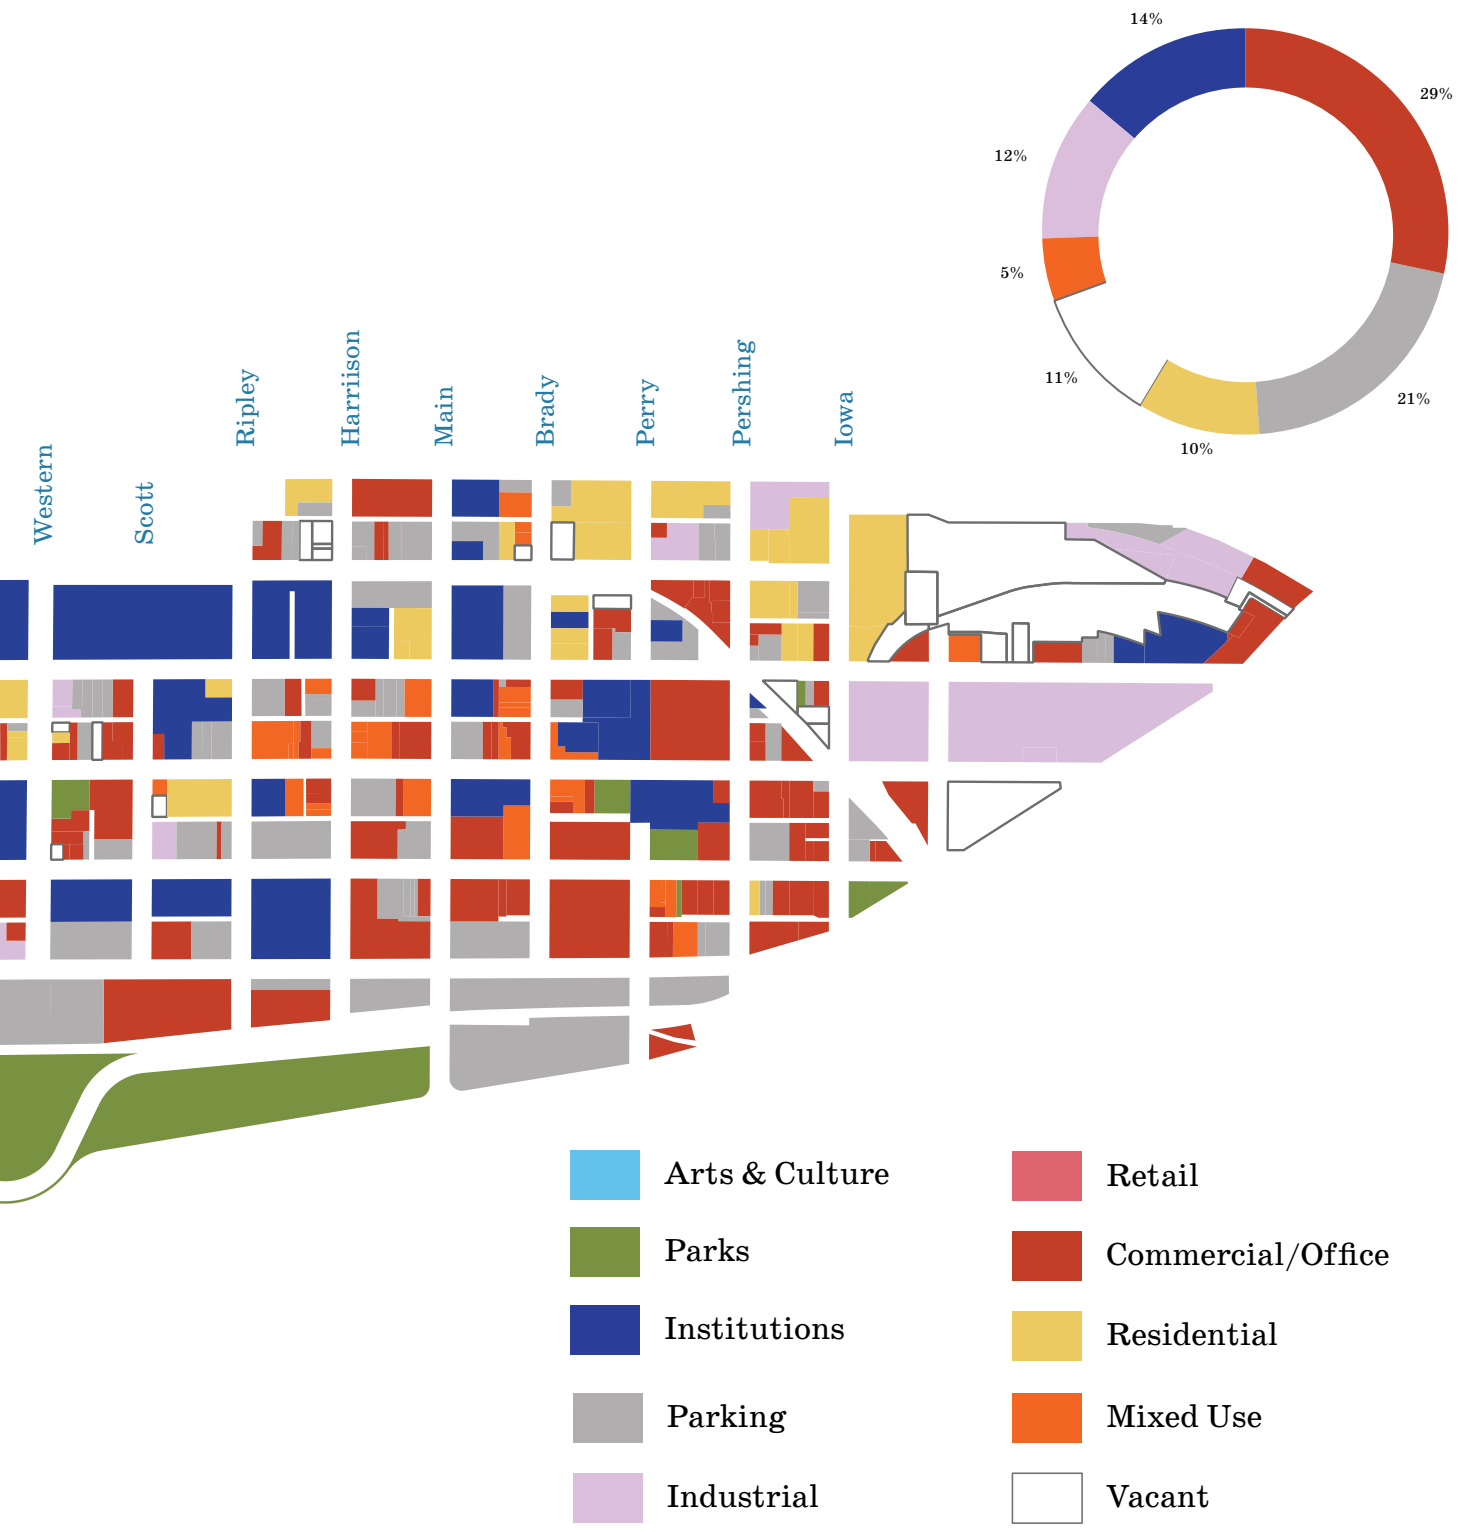 14%
29%
12%
5%
11%
21%
10%
Western
Scott
Ripley
Harriison
Main
Brady
Perry
Pershing
Iowa
Arts & Culture
Retail
Parks
Commercial/Office
Institutions
Residential
Parking
Mixed Use
Industrial
Vacant